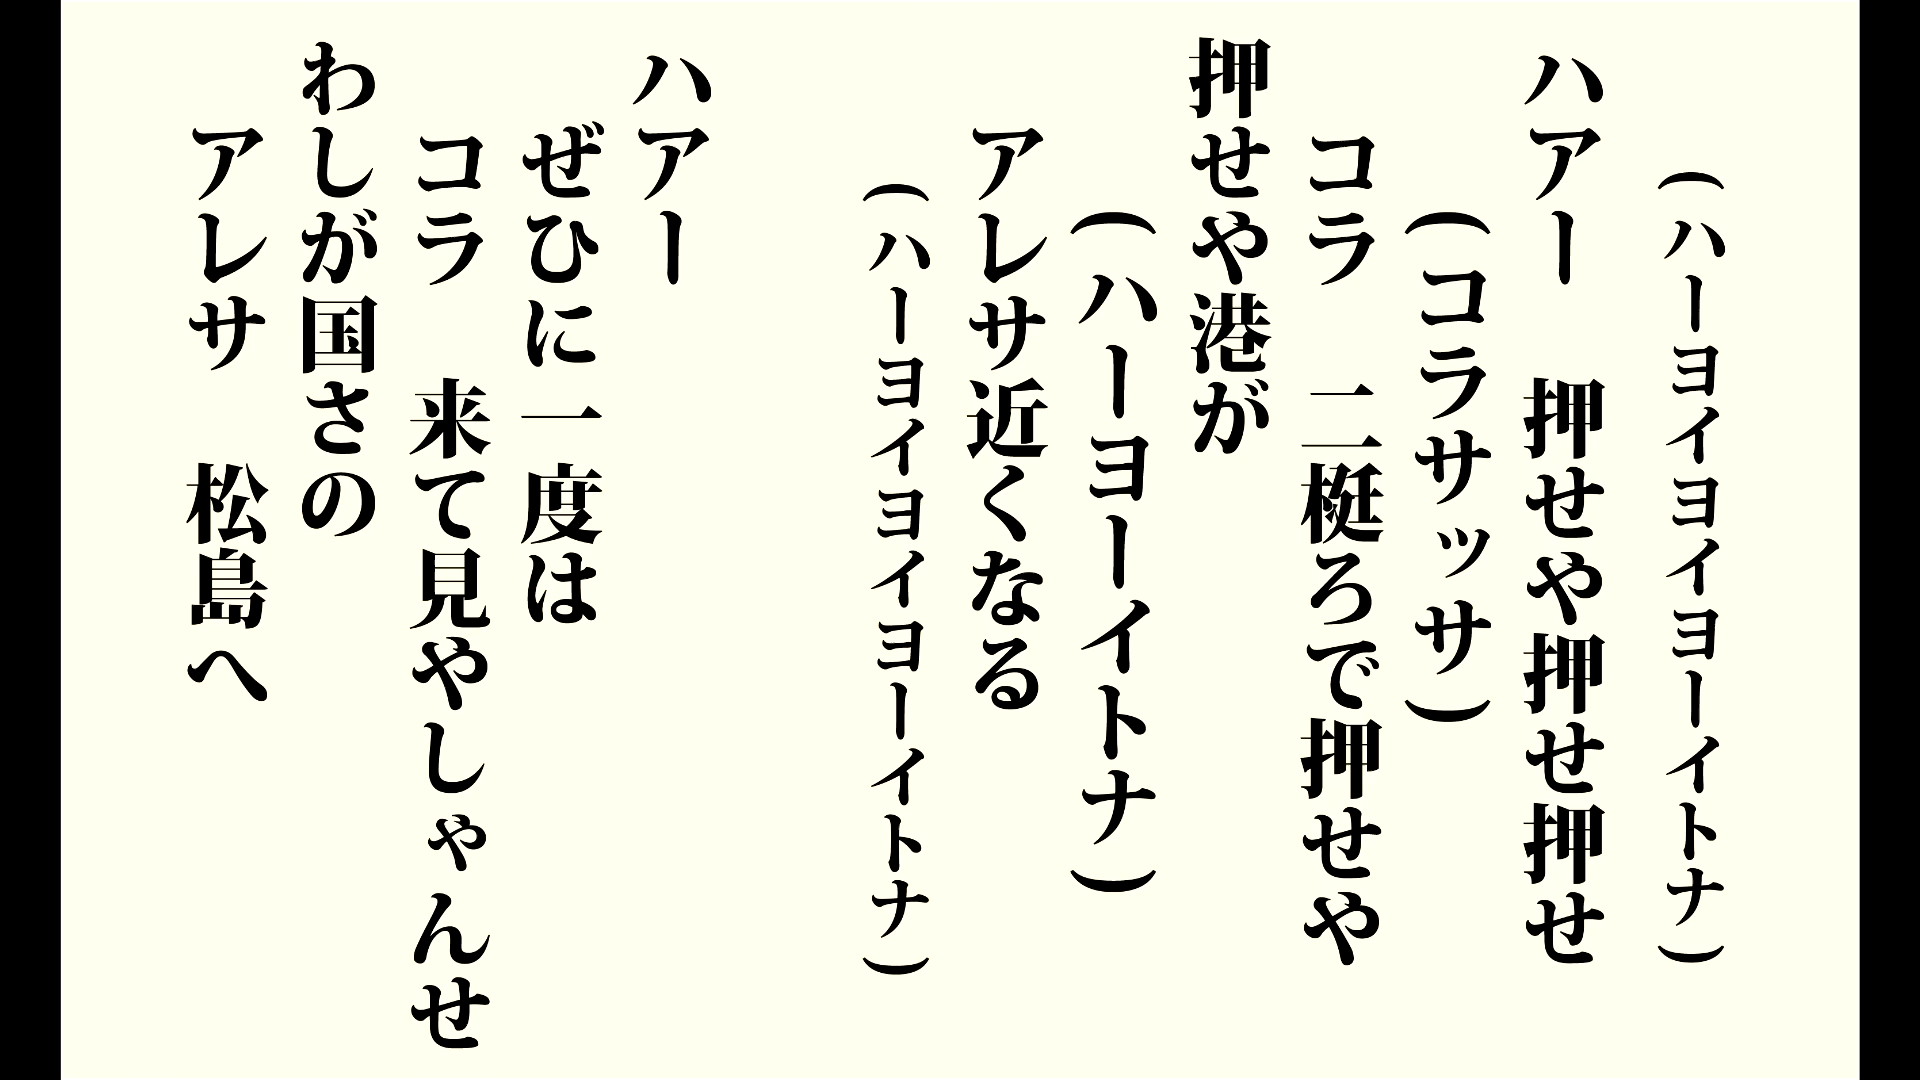 （ハーヨイヨイヨーイトナ）
ハアー　押せや押せ押せ
（コラサッサ）
コラ　二梃ろで押せや
押せや港が
（ハーヨーイトナ）
アレサ近くなる
（ハーヨイヨイヨーイトナ）
ハアー
ぜひに一度は
コラ　来て見やしゃんせ
わしが国さの
アレサ　松島へ